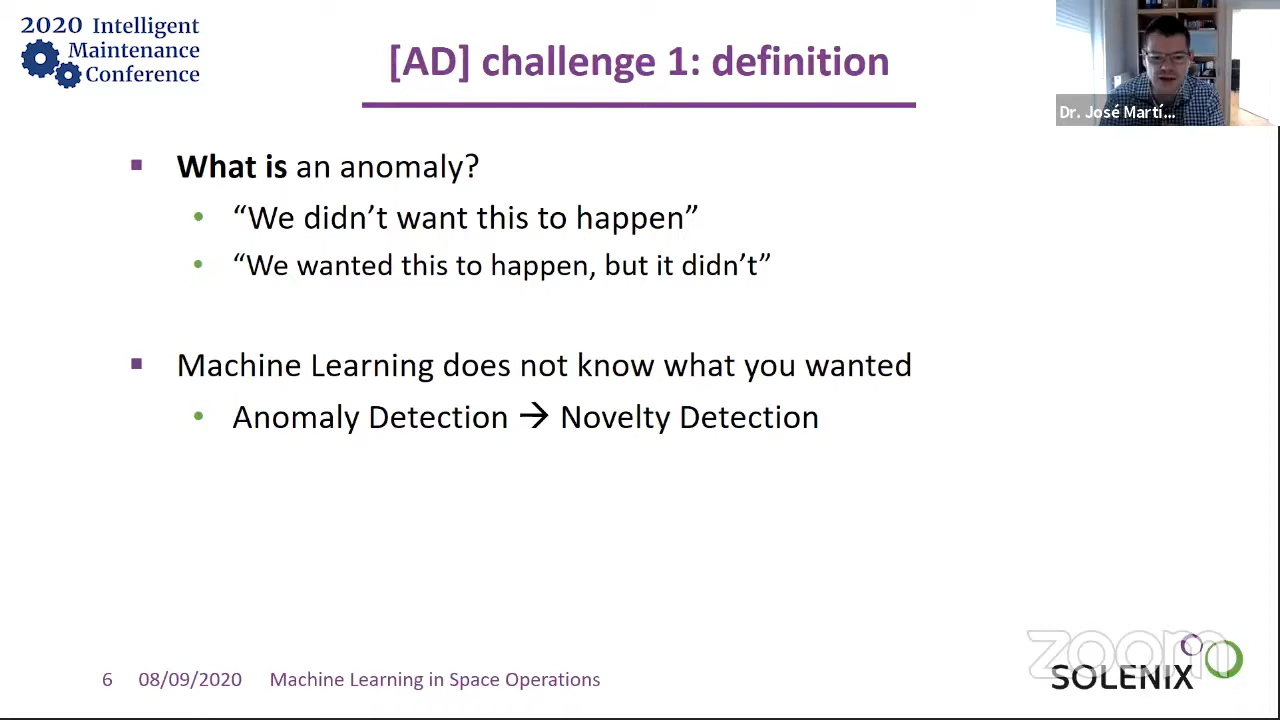 2020 Intelligent
Maintenance
Conference
[AD] challenge 1: definition
Dr. José Martí...
▪ What is an anomaly?
• “We didn’t want this to happen”
• “We wanted this to happen, but it didn’t”
▪ Machine Learning does not know what you wanted
• Anomaly Detection → Novelty Detection
6 08/09/2020 Machine Learning in Space Operations
zoom
SOLENIX